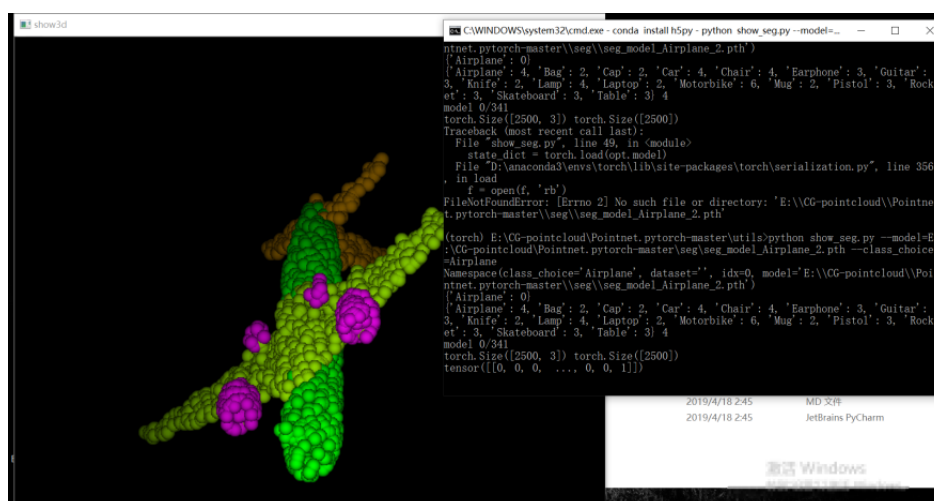 show3d
C:\WINDOWS\system32\cmd.exe - conda install h5py - python show_seg.py --model=...
ntnet.pytorch-master\\seg\\seg_model_Airplane_2.pth')
{'Airplane': 0}
{'Airplane': 4, 'Bag': 2, 'Cap': 2, 'Car': 4, 'Chair': 4, 'Earphone': 3, 'Guitar':
3, 'Knife': 2, 'Lamp': 4, 'Laptop': 2, 'Motorbike': 6, 'Mug': 2, 'Pistol': 3, 'Rock
et': 3, 'Skateboard': 3, 'Table': 3} 4
model 0/341
torch.Size([2500, 3]) torch.Size([2500])
Traceback (most recent call last):
File "show_seg.py", line 49, in <module>
state_dict = torch.load(opt.model)
File "D:\anaconda3\envs\torch\lib\site-packages\torch\serialization.py", line 356
, in load
f = open(f, 'rb')
FileNotFoundError: [Errno 2] No such file or directory: 'E:\\CG-pointcloud\\Pointne
t.pytorch-master\\seg\\seg_model_Airplane_2.pth'
(torch) E:\CG-pointcloud\Pointnet.pytorch-master\utils>python show_seg.py --model=E
:\CG-pointcloud\Pointnet.pytorch-master\seg\seg_model_Airplane_2.pth --class_choice
=Airplane
Namespace(class_choice='Airplane', dataset='', idx=0, model='E:\\CG-pointcloud\\Poi
ntnet.pytorch-master\\seg\\seg_model_Airplane_2.pth')
{'Airplane': 0}
{'Airplane': 4, 'Bag': 2, 'Cap': 2, 'Car': 4, 'Chair': 4, 'Earphone': 3, 'Guitar':
3, 'Knife': 2, 'Lamp': 4, 'Laptop': 2, 'Motorbike': 6, 'Mug': 2, 'Pistol': 3, 'Rock
et': 3, 'Skateboard': 3, 'Table': 3} 4
model 0/341
torch.Size([2500, 3]) torch.Size([2500])
tensor([[0, 0, 0, ..., 0, 0, 1]])
2019/4/18 2:45 MD 文件
2019/4/18 2:45 JetBrains PyCharm
激活 Windows